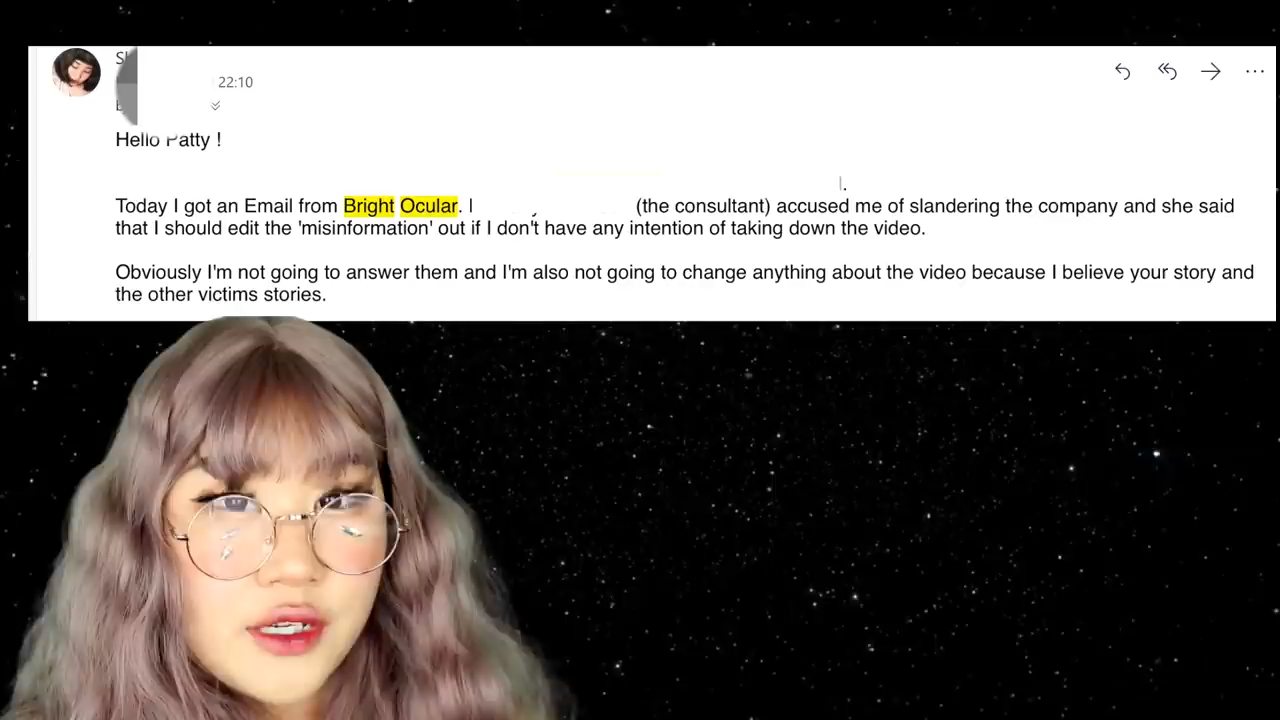 22:10
Hello Patty !
Today I got an Email from Bright Ocular. I (the consultant) accused me of slandering the company and she said
that I should edit the 'misinformation' out if I don't have any intention of taking down the video.
Obviously I'm not going to answer them and I'm also not going to change anything about the video because I believe your story and
the other victims stories.